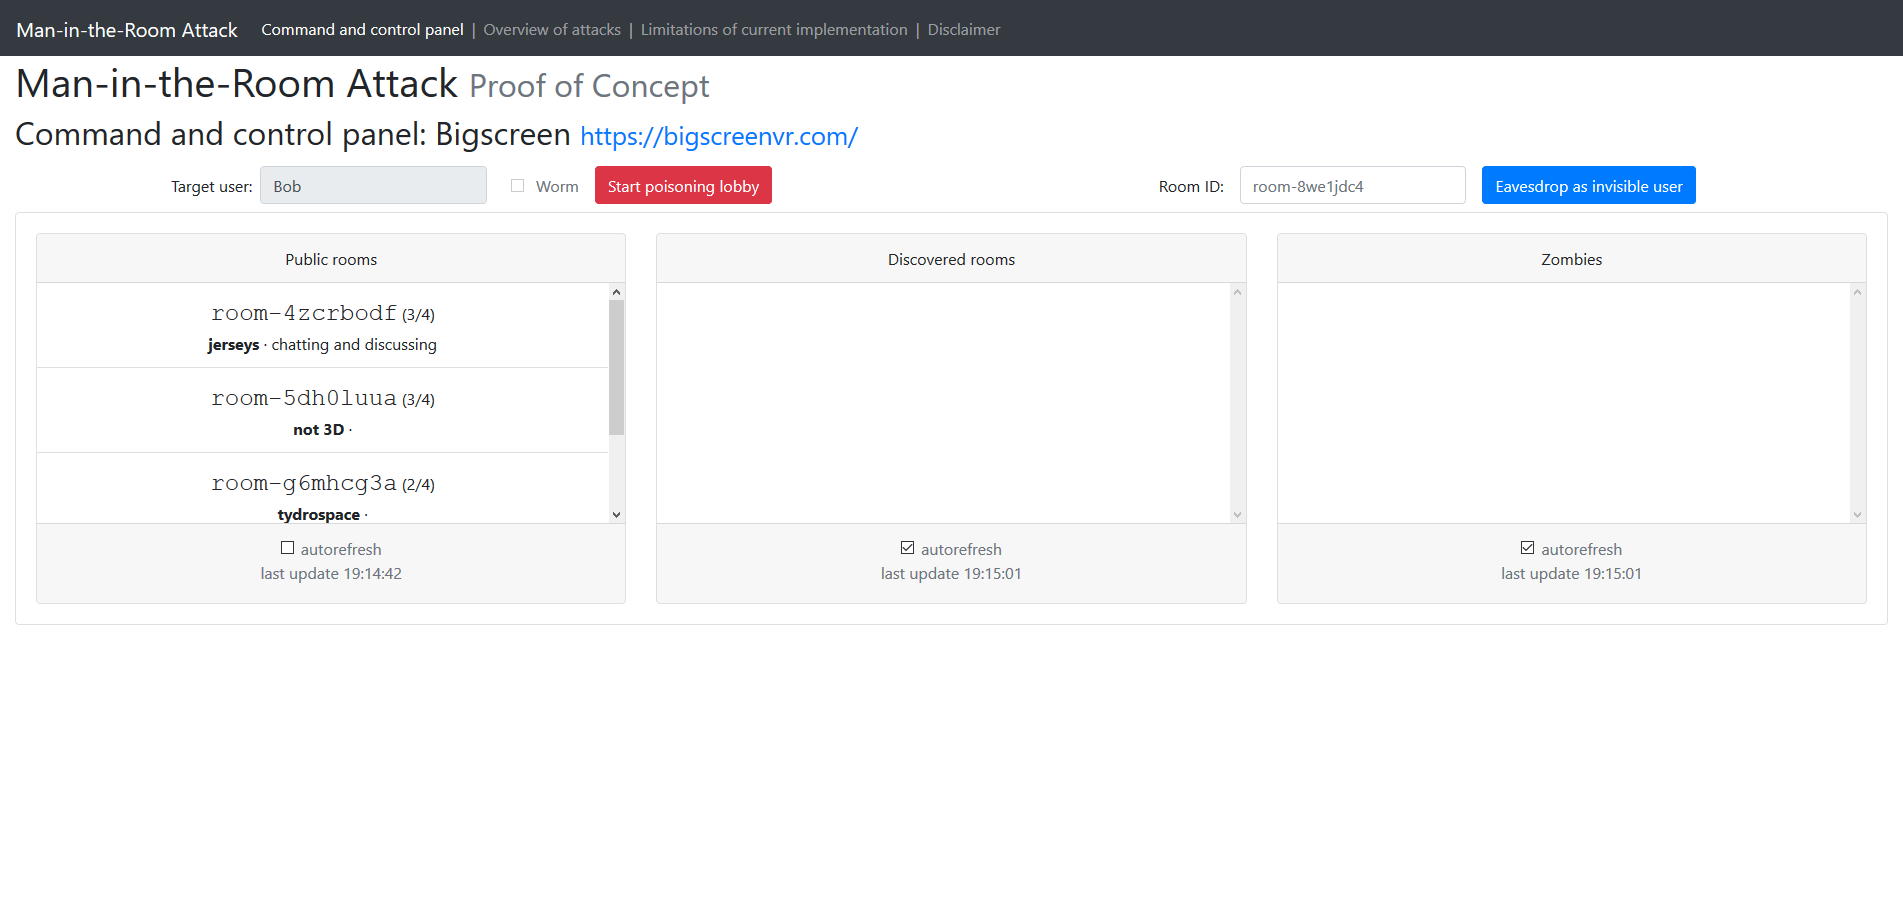 Man-in-the-Room Attack Command and control panel | Overview of attacks | Limitations of current implementation | Disclaimer
Man-in-the-Room Attack Proof of Concept
Command and control panel: Bigscreen https://bigscreenvr.com/
Target user: Bob Worm Start poisoning lobby Room ID: room-8we1jdc4 Eavesdrop as invisible user
Public rooms
room-4zcrbodf (3/4)
jerseys · chatting and discussing
room-5dh0luua (3/4)
not 3D ·
room-g6mhcg3a (2/4)
tydrospace ·
autorefresh
last update 19:14:42
Discovered rooms
autorefresh
last update 19:15:01
Zombies
autorefresh
last update 19:15:01